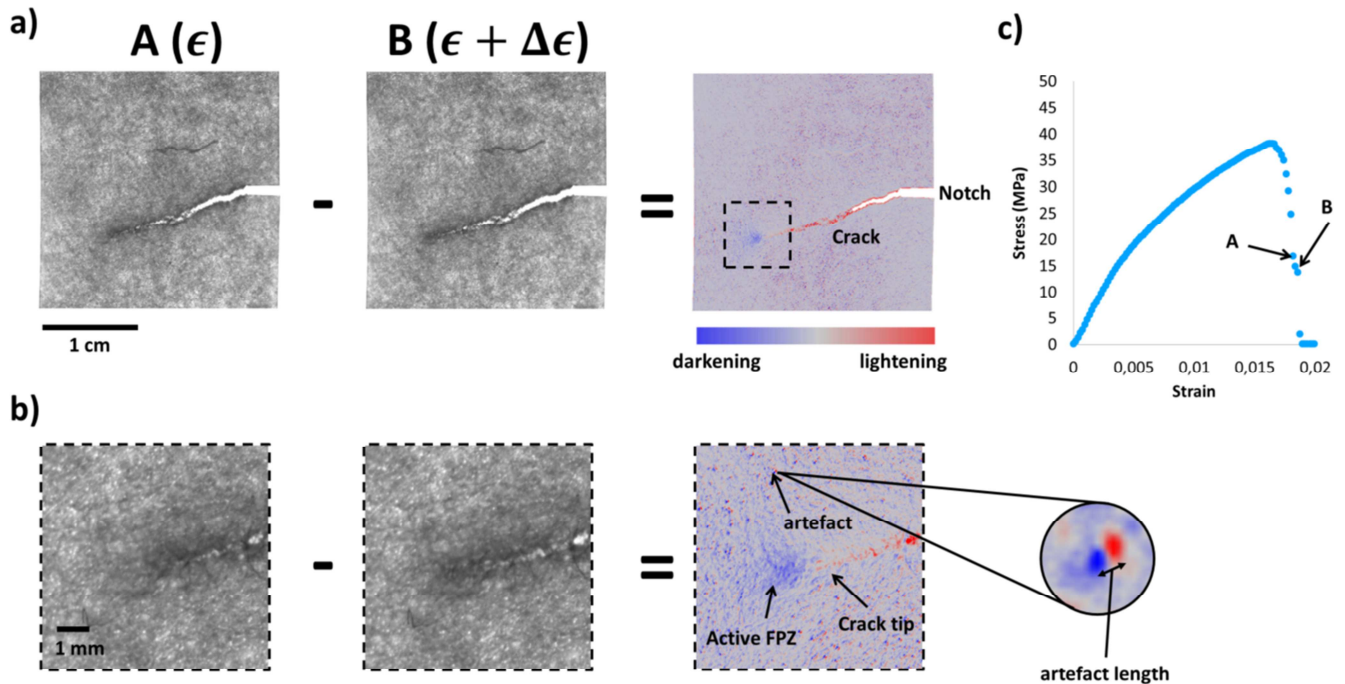 a)
A (ϵ)
-
B (ϵ + Δϵ)
=
Notch
Crack
1 cm
darkening
lightening
c)
Stress (MPa)
50
45
40
35
30
25
20
15
10
5
0
A
B
0
0,005
0,01
0,015
0,02
Strain
b)
-
=
artefact
Active FPZ
Crack tip
1 mm
artefact length